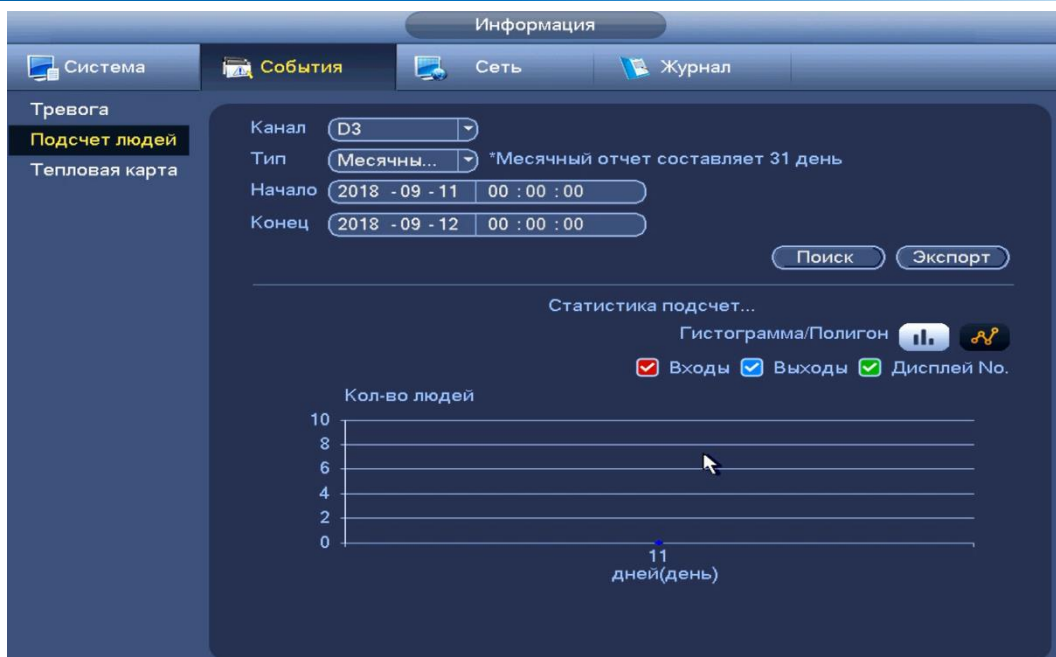 Информация
Система События Сеть Журнал
Тревога
Подсчет людей
Тепловая карта
Канал D3
Тип Месячны... *Месячный отчет составляет 31 день
Начало 2018 - 09 - 11 00 : 00 : 00
Конец 2018 - 09 - 12 00 : 00 : 00
Поиск Экспорт
Статистика подсчет...
Гистограмма/Полигон
Входы Выходы Дисплей No.
Кол-во людей
10
8
6
4
2
0
11
дней(день)